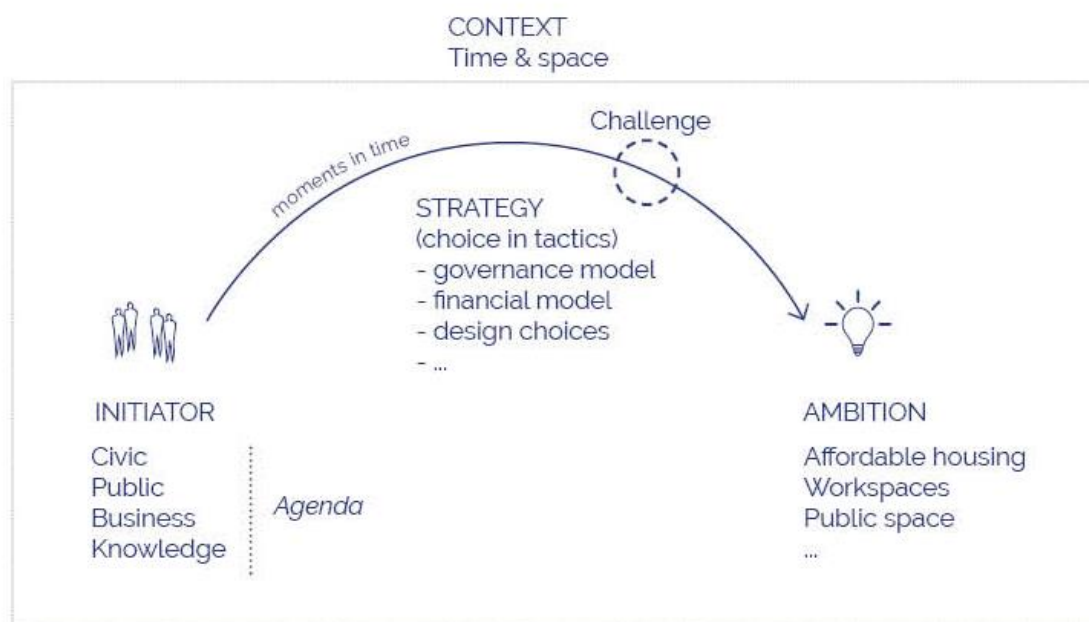 CONTEXT
Time & space
Challenge
moments in time
STRATEGY
(choice in tactics)
- governance model
- financial model
- design choices
- ...
INITIATOR
Civic
Public
Business
Knowledge
Agenda
AMBITION
Affordable housing
Workspaces
Public space
...